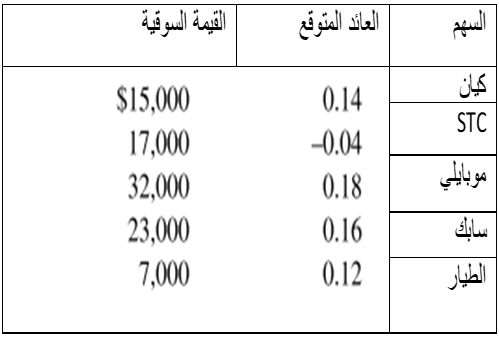 السهم العائد المتوقع القيمة السوقية
كيان 0.14 $15,000
STC –0.04 17,000
موبايلي 0.18 32,000
سابك 0.16 23,000
الطيار 0.12 7,000